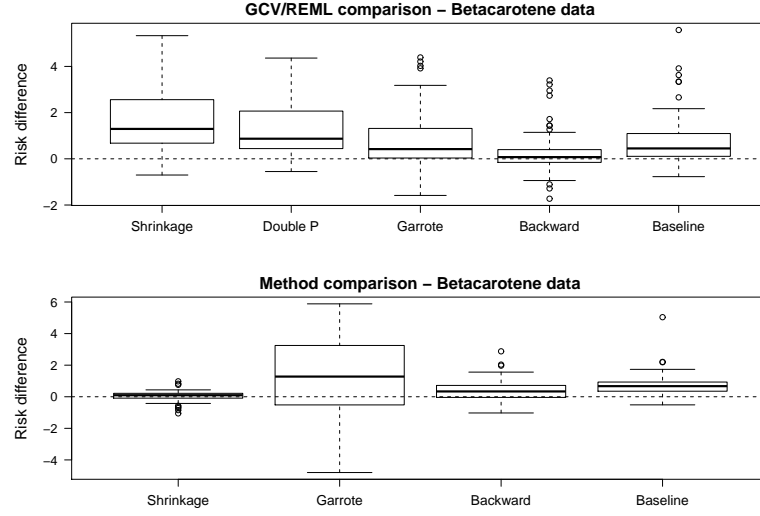 GCV/REML comparison – Betacarotene data
Risk difference
4
2
0
−2
Shrinkage Double P Garrote Backward Baseline
Method comparison – Betacarotene data
Risk difference
6
4
2
0
−2
−4
Shrinkage Garrote Backward Baseline